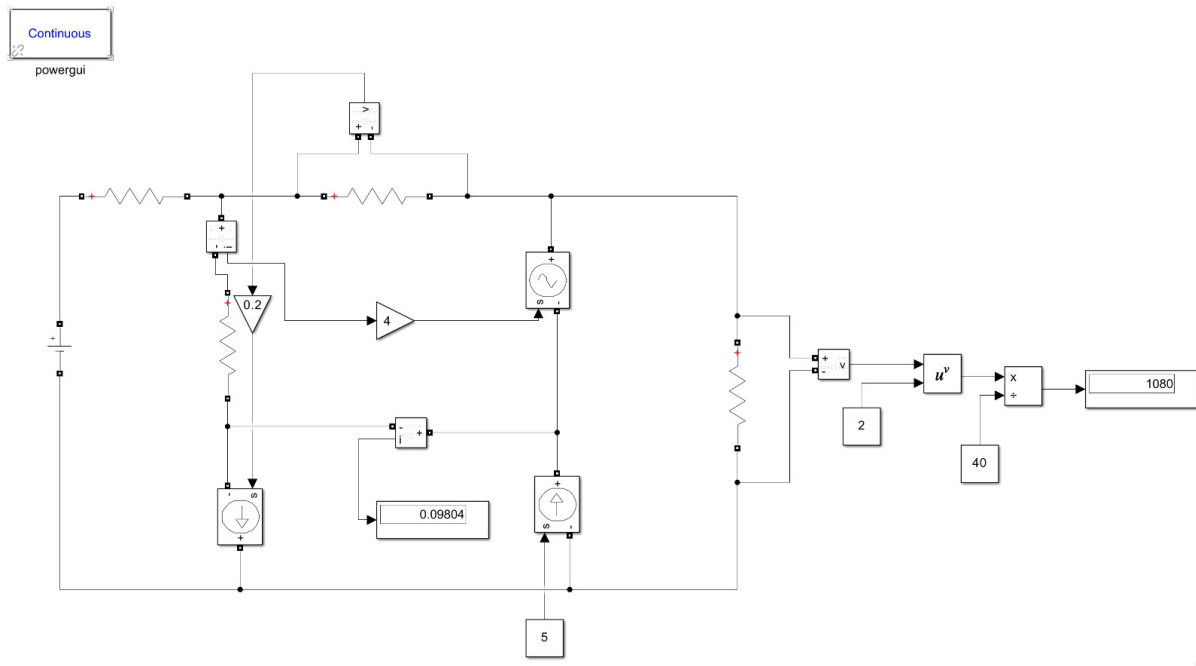 Continuous
powergui
v
+ -
+
- i
0.2
4
+
s -
+
-
v
u^v
x
÷
1080
2
40
- +
i
0.09804
- s
+
+
s -
5